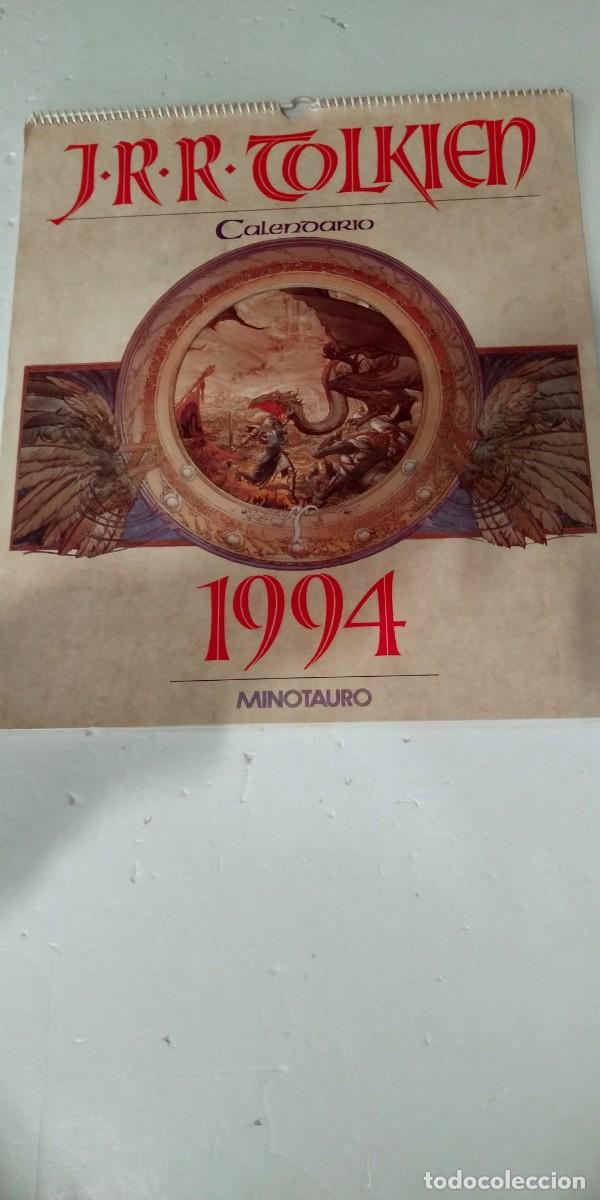 J·R·R·TOLKIEN
Calendario
1994
MINOTAURO
todocoleccion